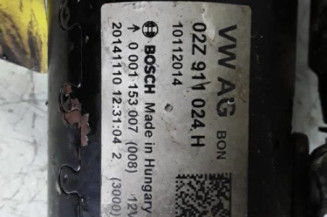 VW AG BON
02Z 911 024 H
10112014
BOSCH Made in Hungary
0 001 153 007 (008) 12V
20141110 12:31:04 2 (3000)